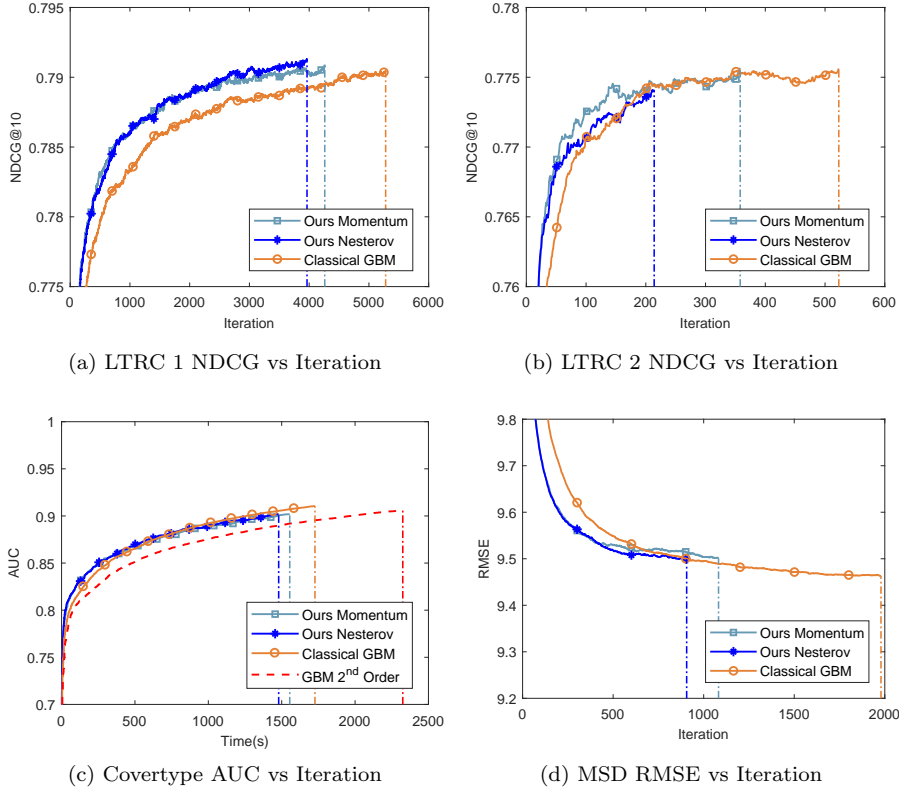 0.795
0.79
0.785
0.78
0.775
NDCG@10
0 1000 2000 3000 4000 5000 6000
Iteration
Ours Momentum
Ours Nesterov
Classical GBM
(a) LTRC 1 NDCG vs Iteration
0.78
0.775
0.77
0.765
0.76
NDCG@10
0 100 200 300 400 500 600
Iteration
Ours Momentum
Ours Nesterov
Classical GBM
(b) LTRC 2 NDCG vs Iteration
1
0.95
0.9
0.85
0.8
0.75
0.7
AUC
0 500 1000 1500 2000 2500
Time(s)
Ours Momentum
Ours Nesterov
Classical GBM
GBM 2nd Order
(c) Covertype AUC vs Iteration
9.8
9.7
9.6
9.5
9.4
9.3
9.2
RMSE
0 500 1000 1500 2000
Iteration
Ours Momentum
Ours Nesterov
Classical GBM
(d) MSD RMSE vs Iteration